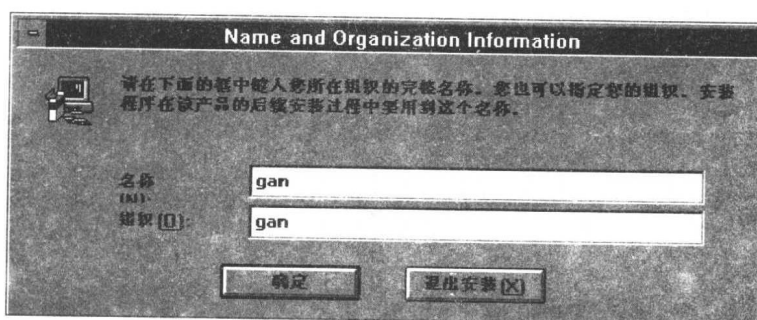 Name and Organization Information
请在下面的框中键入您所在组织的完整名称。您也可以指定您的组织。安装
程序在该产品的后续安装过程中要用到这个名称。
名称
(N):
gan
组织(O):
gan
确定
退出安装(X)